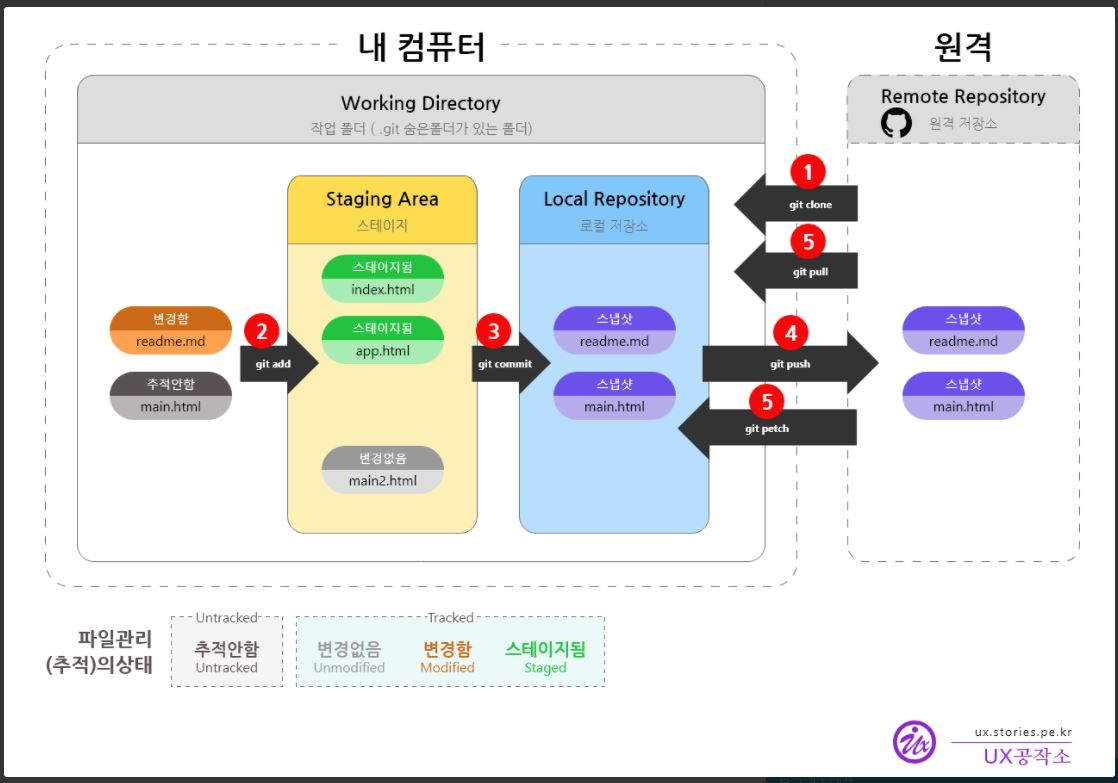 내 컴퓨터
원격
Working Directory
작업 폴더 ( .git 숨은폴더가 있는 폴더)
Remote Repository
원격 저장소
Staging Area
스테이지
Local Repository
로컬 저장소
1
git clone
5
git pull
스테이지됨
index.html
변경함
readme.md
추적안함
main.html
2
git add
스테이지됨
app.html
변경없음
main2.html
3
git commit
스냅샷
readme.md
스냅샷
main.html
4
git push
5
git petch
스냅샷
readme.md
스냅샷
main.html
파일관리
(추적)의상태
Untracked
추적안함
Untracked
Tracked
변경없음
Unmodified
변경함
Modified
스테이지됨
Staged
Ux
ux.stories.pe.kr
UX공작소